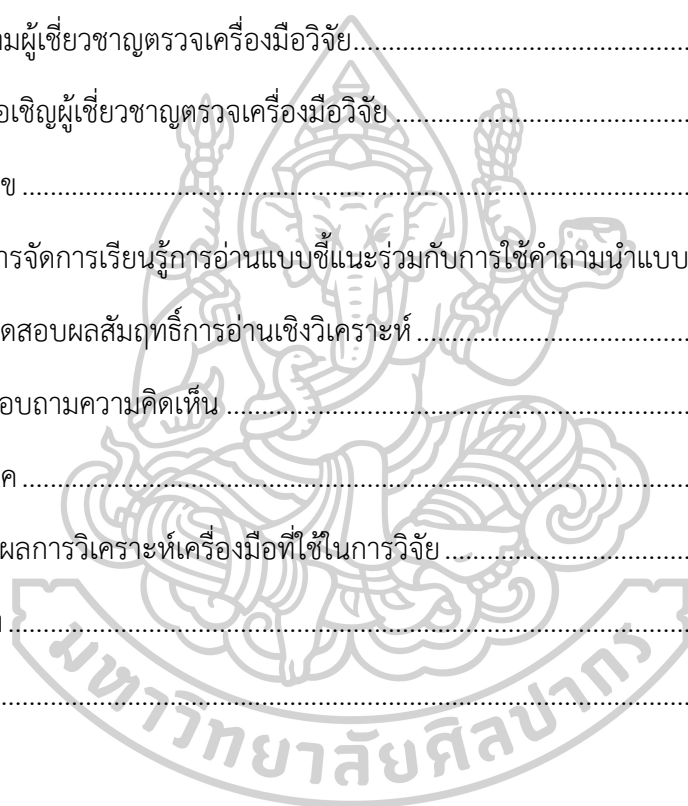 ามผู้เชี่ยวชาญตรวจเครื่องมือวิจัย
อเชิญผู้เชี่ยวชาญตรวจเครื่องมือวิจัย
ข
ารจัดการเรียนรู้การอ่านแบบชี้แนะร่วมกับการใช้คำถามนำแบบ
ดสอบผลสัมฤทธิ์การอ่านเชิงวิเคราะห์
อบถามความคิดเห็น
ค
ผลการวิเคราะห์เครื่องมือที่ใช้ในการวิจัย
มหาวิทยาลัยศิลปากร